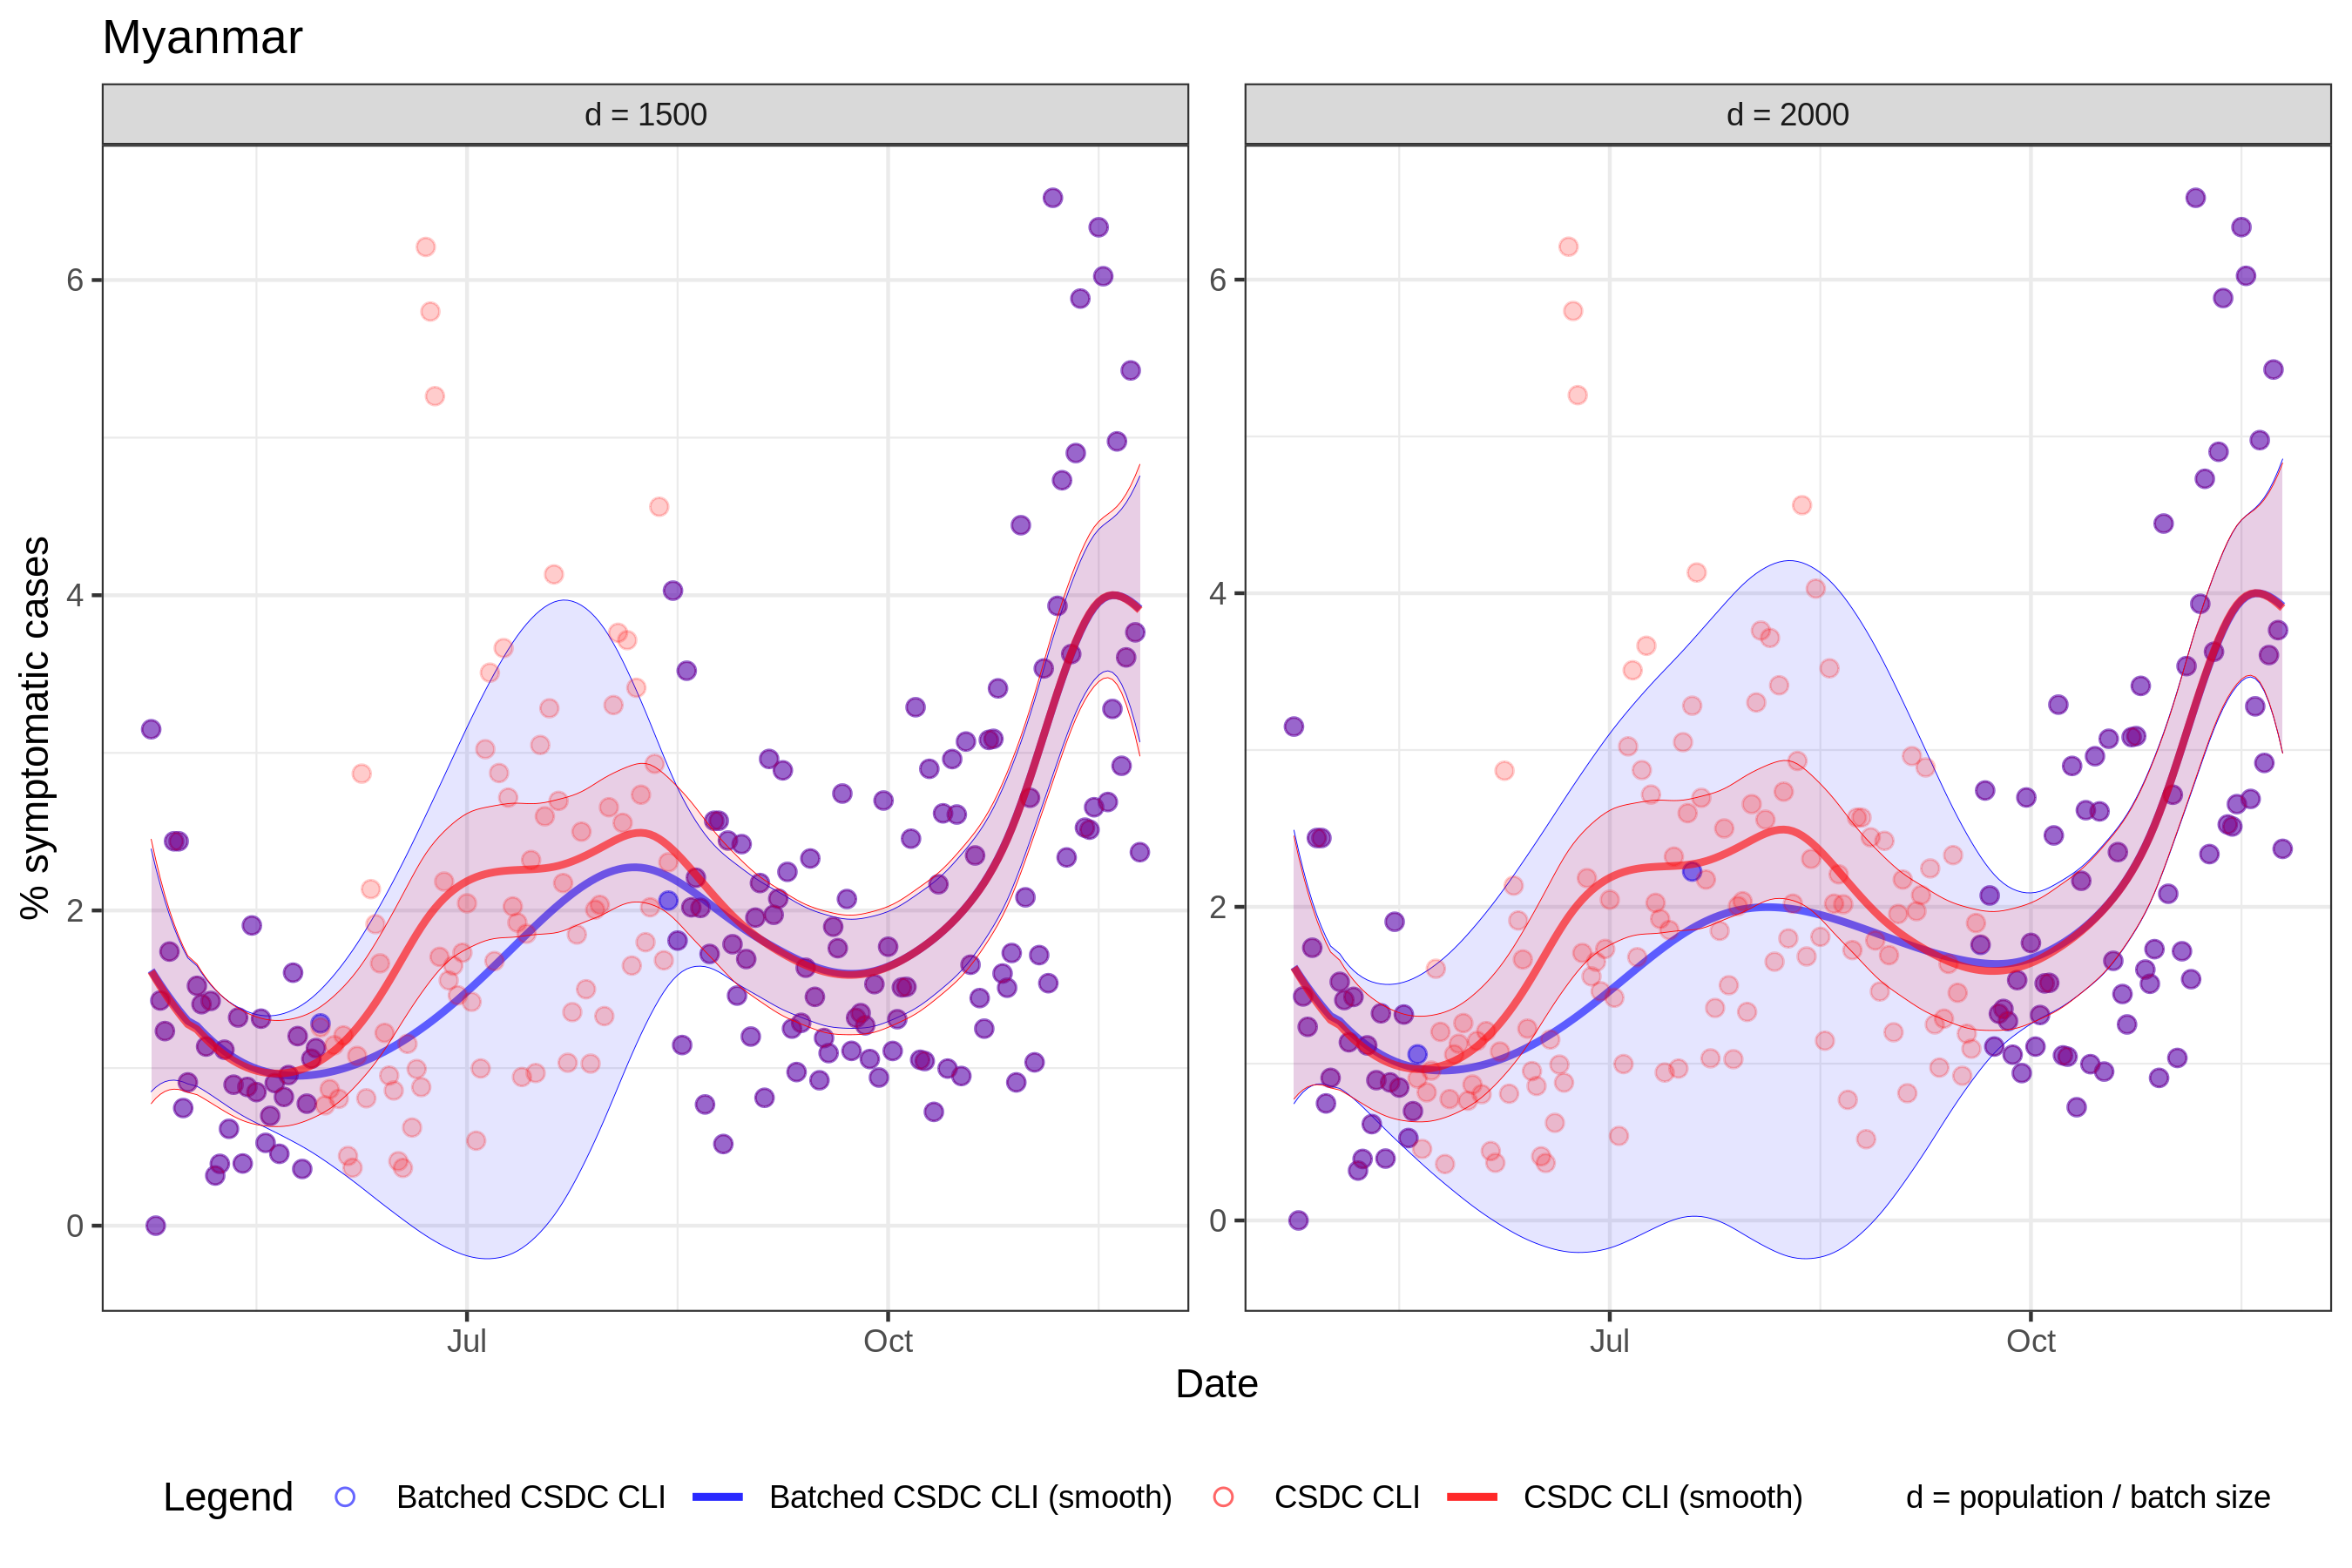 Myanmar
d = 1500
d = 2000
% symptomatic cases
6
4
2
0
6
4
2
0
Jul
Oct
Jul
Oct
Date
Legend
Batched CSDC CLI
Batched CSDC CLI (smooth)
CSDC CLI
CSDC CLI (smooth)
d = population / batch size